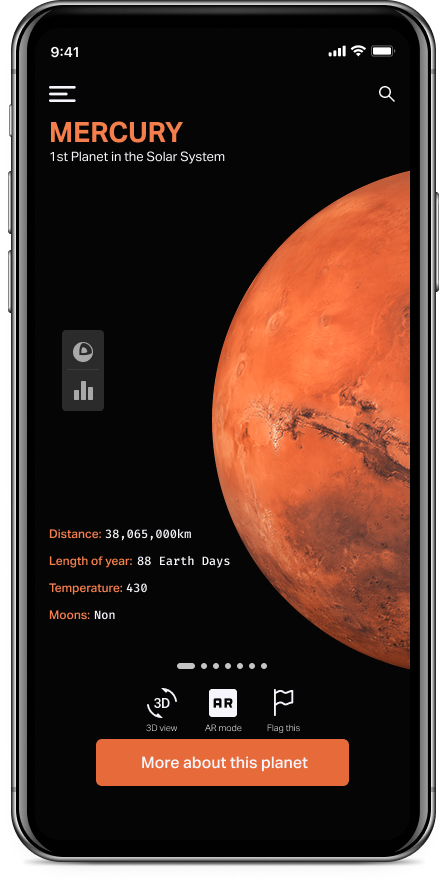 9:41
MERCURY
1st Planet in the Solar System
Distance: 38,065,000km
Length of year: 88 Earth Days
Temperature: 430
Moons: Non
3D
AR
3D view
AR mode
Flag this
More about this planet